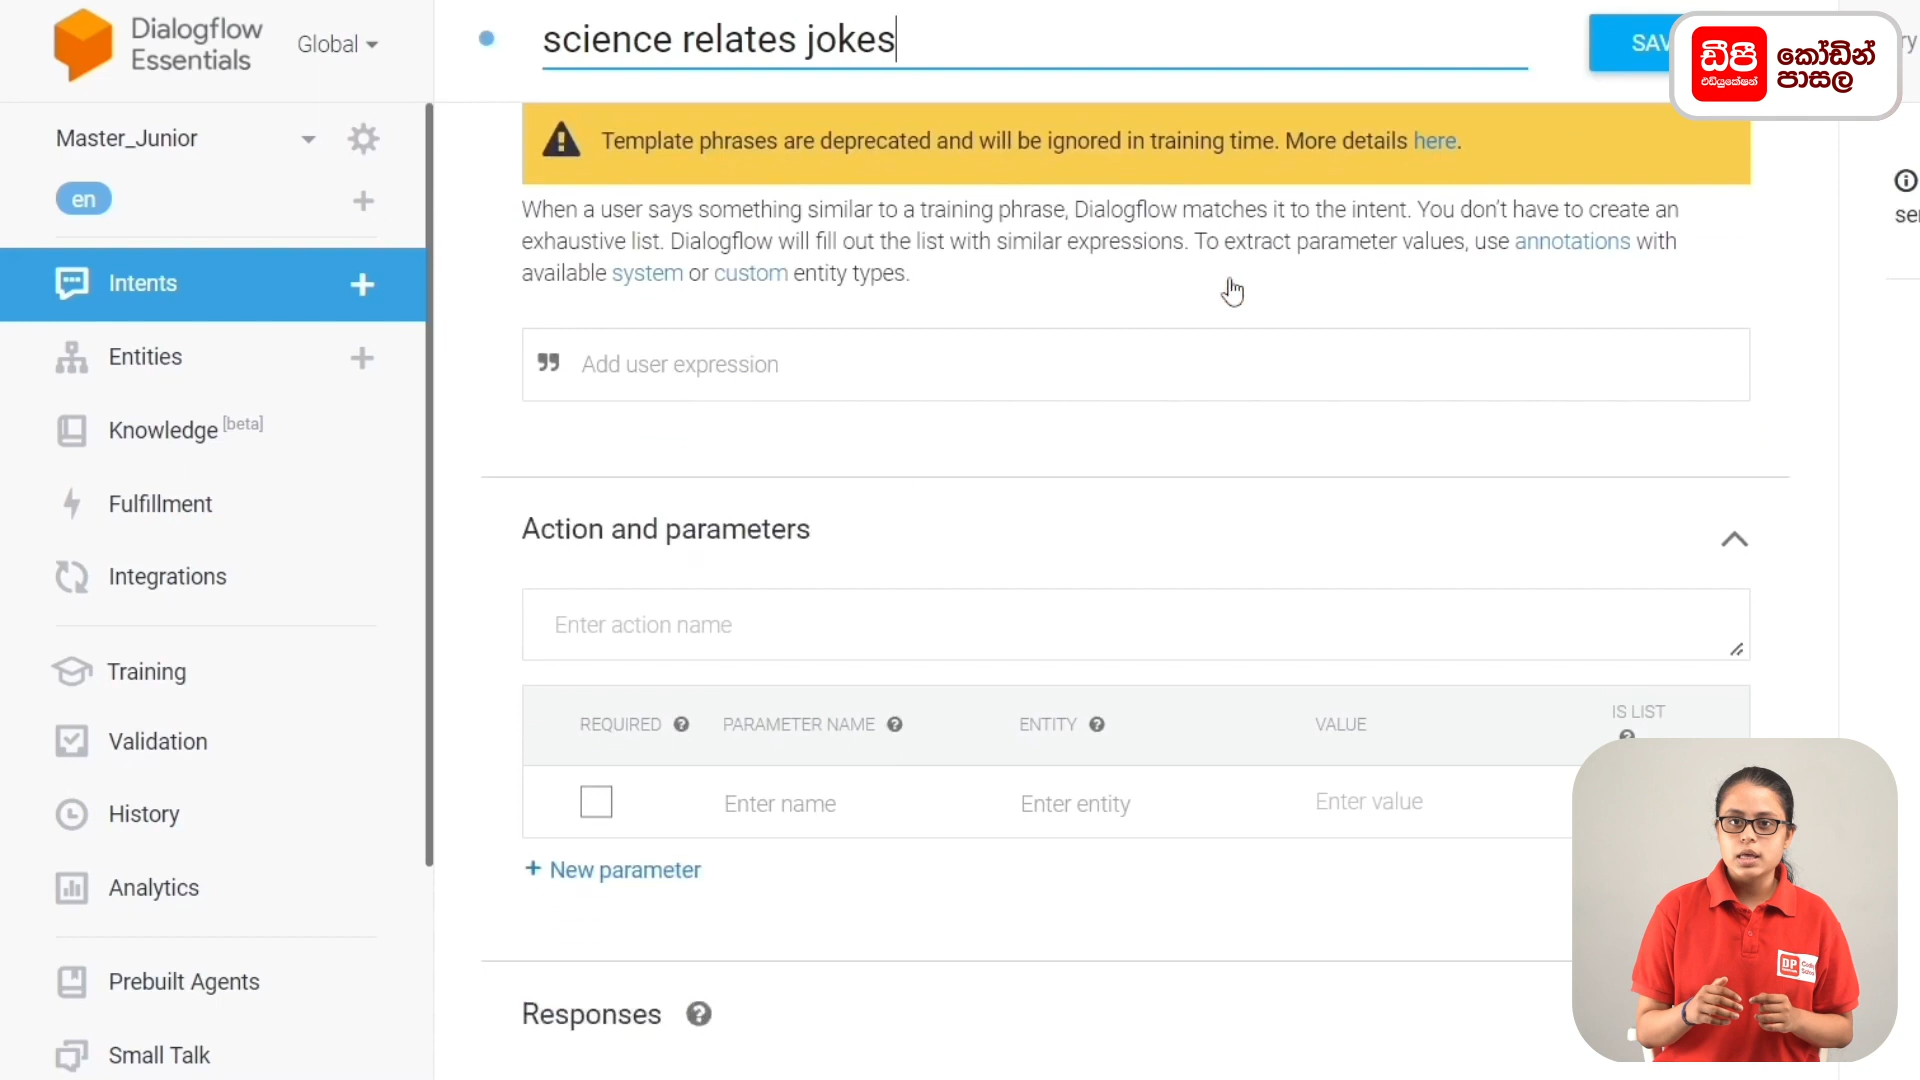 Dialogflow
Essentials
Global
science relates jokes
SAV
ඩීපී
එඩියුකේෂන්
කෝඩින්
පාසල
ry
Master_Junior
en
Template phrases are deprecated and will be ignored in training time. More details here.
When a user says something similar to a training phrase, Dialogflow matches it to the intent. You don't have to create an
exhaustive list. Dialogflow will fill out the list with similar expressions. To extract parameter values, use annotations with
available system or custom entity types.
Intents
Entities
Knowledge [beta]
Fulfillment
Integrations
Training
Validation
History
Analytics
Prebuilt Agents
Small Talk
Add user expression
Action and parameters
Enter action name
REQUIRED PARAMETER NAME ENTITY VALUE IS LIST
Enter name Enter entity Enter value
+ New parameter
Responses
DP